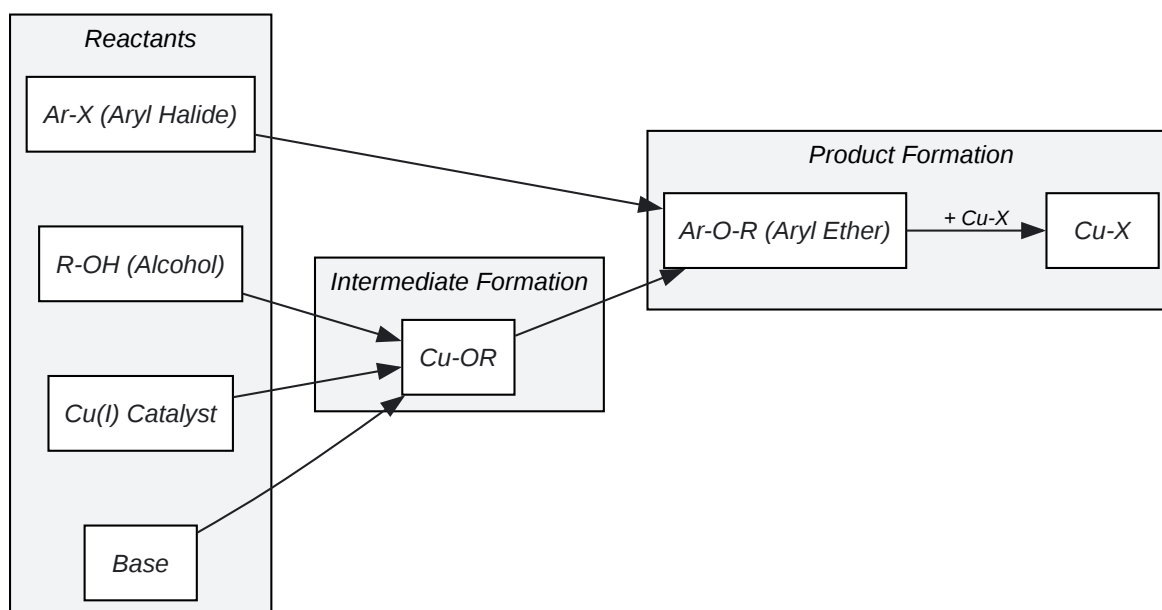 Reactants
Ar-X (Aryl Halide)
R-OH (Alcohol)
Cu(I) Catalyst
Base
Intermediate Formation
Cu-OR
Product Formation
Ar-O-R (Aryl Ether)
+ Cu-X
Cu-X